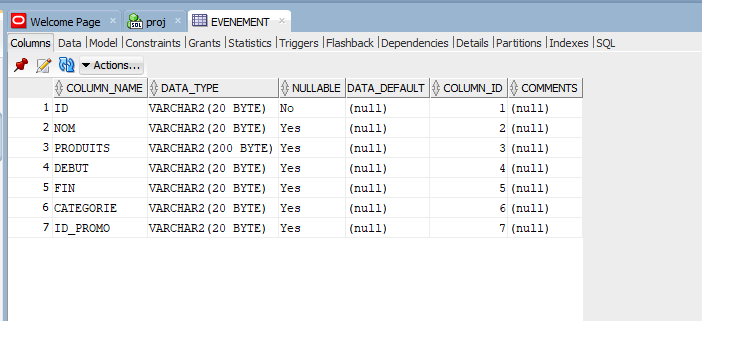 Welcome Page × proj × EVENEMENT ×
Columns Data Model Constraints Grants Statistics Triggers Flashback Dependencies Details Partitions Indexes SQL
Actions...
COLUMN_NAME DATA_TYPE NULLABLE DATA_DEFAULT COLUMN_ID COMMENTS
1 ID VARCHAR2(20 BYTE) No (null) 1 (null)
2 NOM VARCHAR2(20 BYTE) Yes (null) 2 (null)
3 PRODUITS VARCHAR2(200 BYTE) Yes (null) 3 (null)
4 DEBUT VARCHAR2(20 BYTE) Yes (null) 4 (null)
5 FIN VARCHAR2(20 BYTE) Yes (null) 5 (null)
6 CATEGORIE VARCHAR2(20 BYTE) Yes (null) 6 (null)
7 ID_PROMO VARCHAR2(20 BYTE) Yes (null) 7 (null)